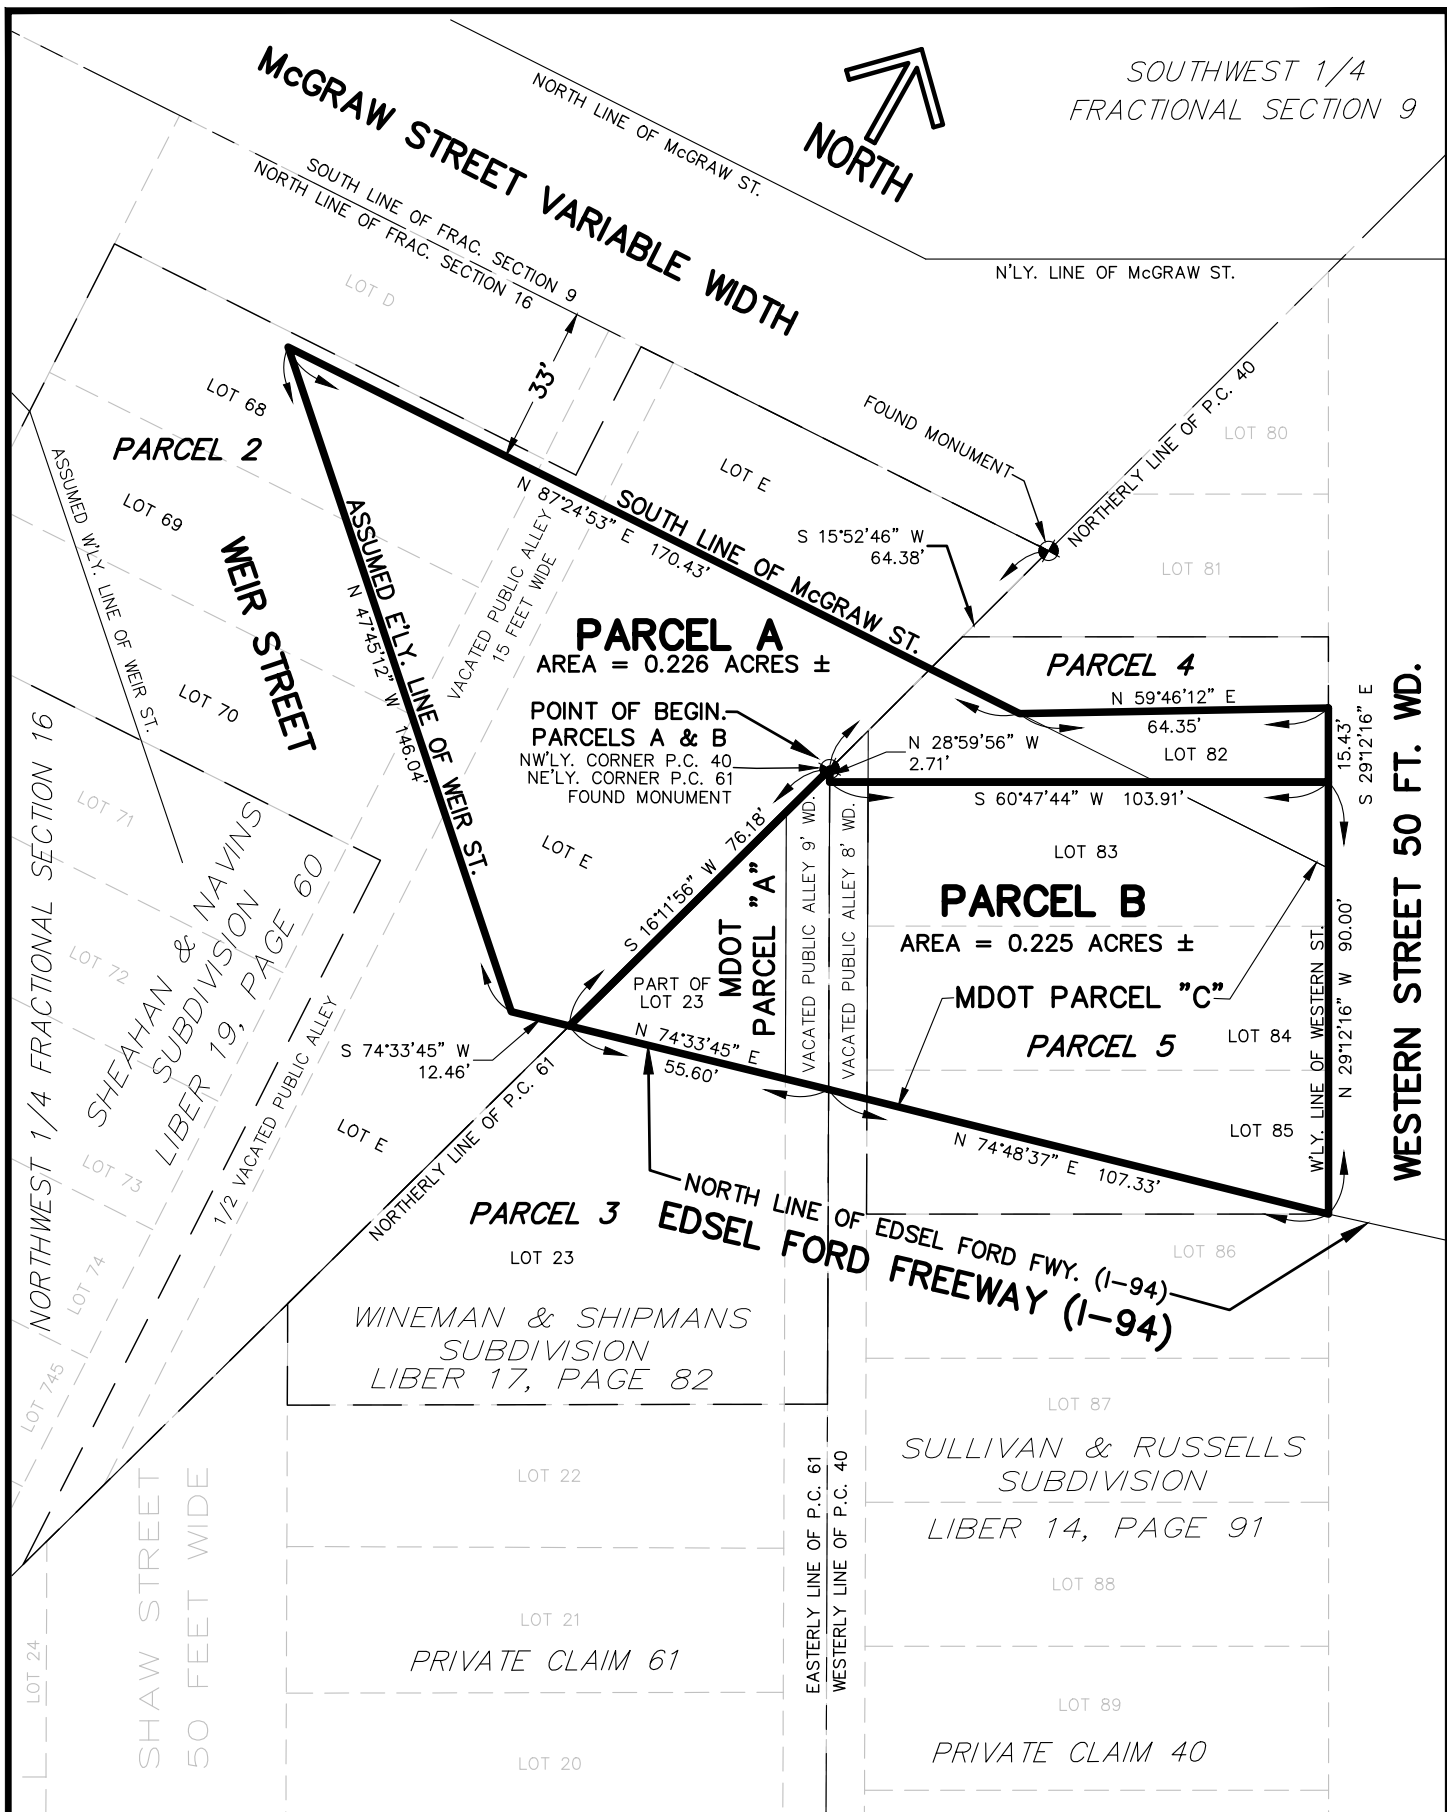 SOUTHWEST 1/4
FRACTIONAL SECTION 9
McGRAW STREET VARIABLE WIDTH
NORTH LINE OF McGRAW ST.
NORTH
SOUTH LINE OF FRAC. SECTION 9
NORTH LINE OF FRAC. SECTION 16
N'LY. LINE OF McGRAW ST.
LOT D
33'
LOT 68
PARCEL 2
LOT 69
ASSUMED W'LY. LINE OF WEIR ST.
WEIR STREET
LOT 70
ASSUMED E'LY. LINE OF WEIR ST.
N 47°45'12" W 146.04'
VACATED PUBLIC ALLEY
15 FEET WIDE
N 87°24'53" E 170.43'
SOUTH LINE OF McGRAW ST.
LOT E
FOUND MONUMENT
NORTHERLY LINE OF P.C. 40
LOT 80
LOT 81
S 15°52'46" W
64.38'
PARCEL A
AREA = 0.226 ACRES ±
POINT OF BEGIN.
PARCELS A & B
NW'LY. CORNER P.C. 40
NE'LY. CORNER P.C. 61
FOUND MONUMENT
LOT E
PARCEL 4
N 59°46'12" E
64.35'
LOT 82
15.43'
S 29°12'16" E
N 28°59'56" W
2.71'
S 60°47'44" W 103.91'
WESTERN STREET 50 FT. WD.
S 16°11'56" W 76.18'
MDOT
PARCEL "A"
VACATED PUBLIC ALLEY 9' WD.
VACATED PUBLIC ALLEY 8' WD.
LOT 83
PARCEL B
AREA = 0.225 ACRES ±
MDOT PARCEL "C"
PARCEL 5
LOT 84
LOT 85
W'LY. LINE OF WESTERN ST.
N 29°12'16" W 90.00'
PART OF
LOT 23
N 74°33'45" E
55.60'
S 74°33'45" W
12.46'
N 74°48'37" E 107.33'
NORTHWEST 1/4 FRACTIONAL SECTION 16
LOT 71
LOT 72
LOT 73
LOT 74
LOT 745
SHEAHAN & NAVINS
SUBDIVISION
LIBER 19, PAGE 60
1/2 VACATED PUBLIC ALLEY
LOT E
NORTHERLY LINE OF P.C. 61
PARCEL 3
LOT 23
NORTH LINE OF EDSEL FORD FWY. (I-94)
EDSEL FORD FREEWAY (I-94)
LOT 86
WINEMAN & SHIPMANS
SUBDIVISION
LIBER 17, PAGE 82
LOT 87
SULLIVAN & RUSSELLS
SUBDIVISION
LIBER 14, PAGE 91
LOT 22
EASTERLY LINE OF P.C. 61
WESTERLY LINE OF P.C. 40
LOT 88
SHAW STREET
50 FEET WIDE
LOT 24
LOT 21
PRIVATE CLAIM 61
LOT 89
PRIVATE CLAIM 40
LOT 20